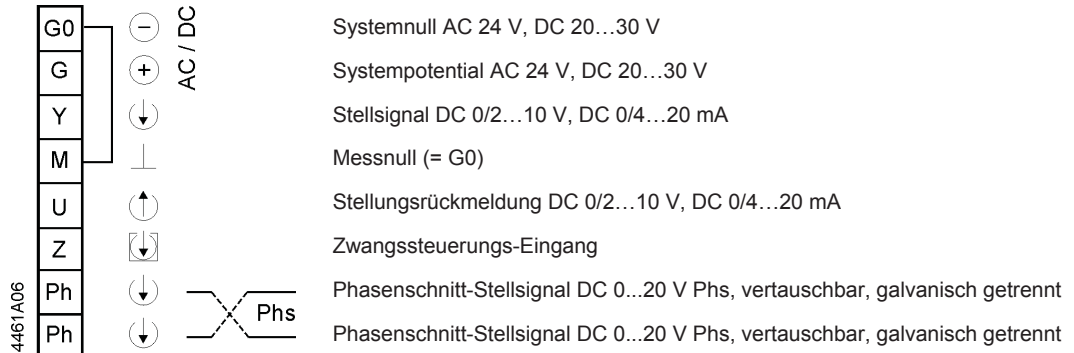 G0 − AC / DC Systemnull AC 24 V, DC 20…30 V
G + Systempotential AC 24 V, DC 20…30 V
Y Stellsignal DC 0/2…10 V, DC 0/4…20 mA
M Messnull (= G0)
U Stellungsrückmeldung DC 0/2…10 V, DC 0/4…20 mA
Z Zwangssteuerungs-Eingang
Ph Phs Phasenschnitt-Stellsignal DC 0...20 V Phs, vertauschbar, galvanisch getrennt
Ph Phasenschnitt-Stellsignal DC 0...20 V Phs, vertauschbar, galvanisch getrennt
4461A06